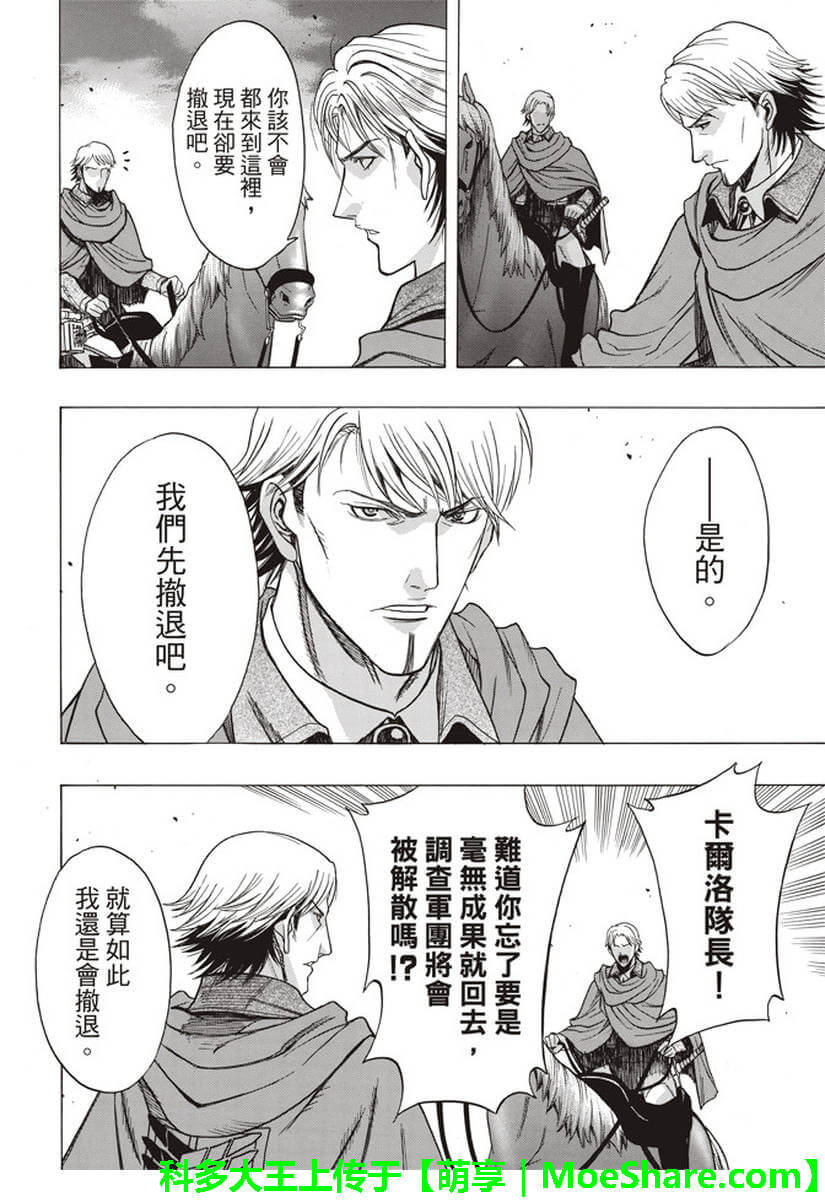 你該不會
都來到這裡，
現在卻要
撤退吧。
——是的。
我們先撤退吧。
卡爾洛隊長！
難道你忘了要是
毫無成果就回去，
調查軍團將會
被解散嗎!?
就算如此
我還是會撤退。
科多大王上传于【萌享|MoeShare.com】